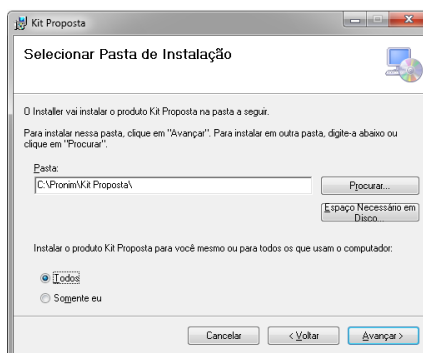 Kit Proposta
Selecionar Pasta de Instalação
O Installer vai instalar o produto Kit Proposta na pasta a seguir.
Para instalar nessa pasta, clique em "Avançar". Para instalar em outra pasta, digite-a abaixo ou
clique em "Procurar".
Pasta:
C:\Pronim\Kit Proposta\
Procurar...
Espaço Necessário em
Disco...
Instalar o produto Kit Proposta para você mesmo ou para todos os que usam o computador:
Todos
Somente eu
Cancelar
< Voltar
Avançar >